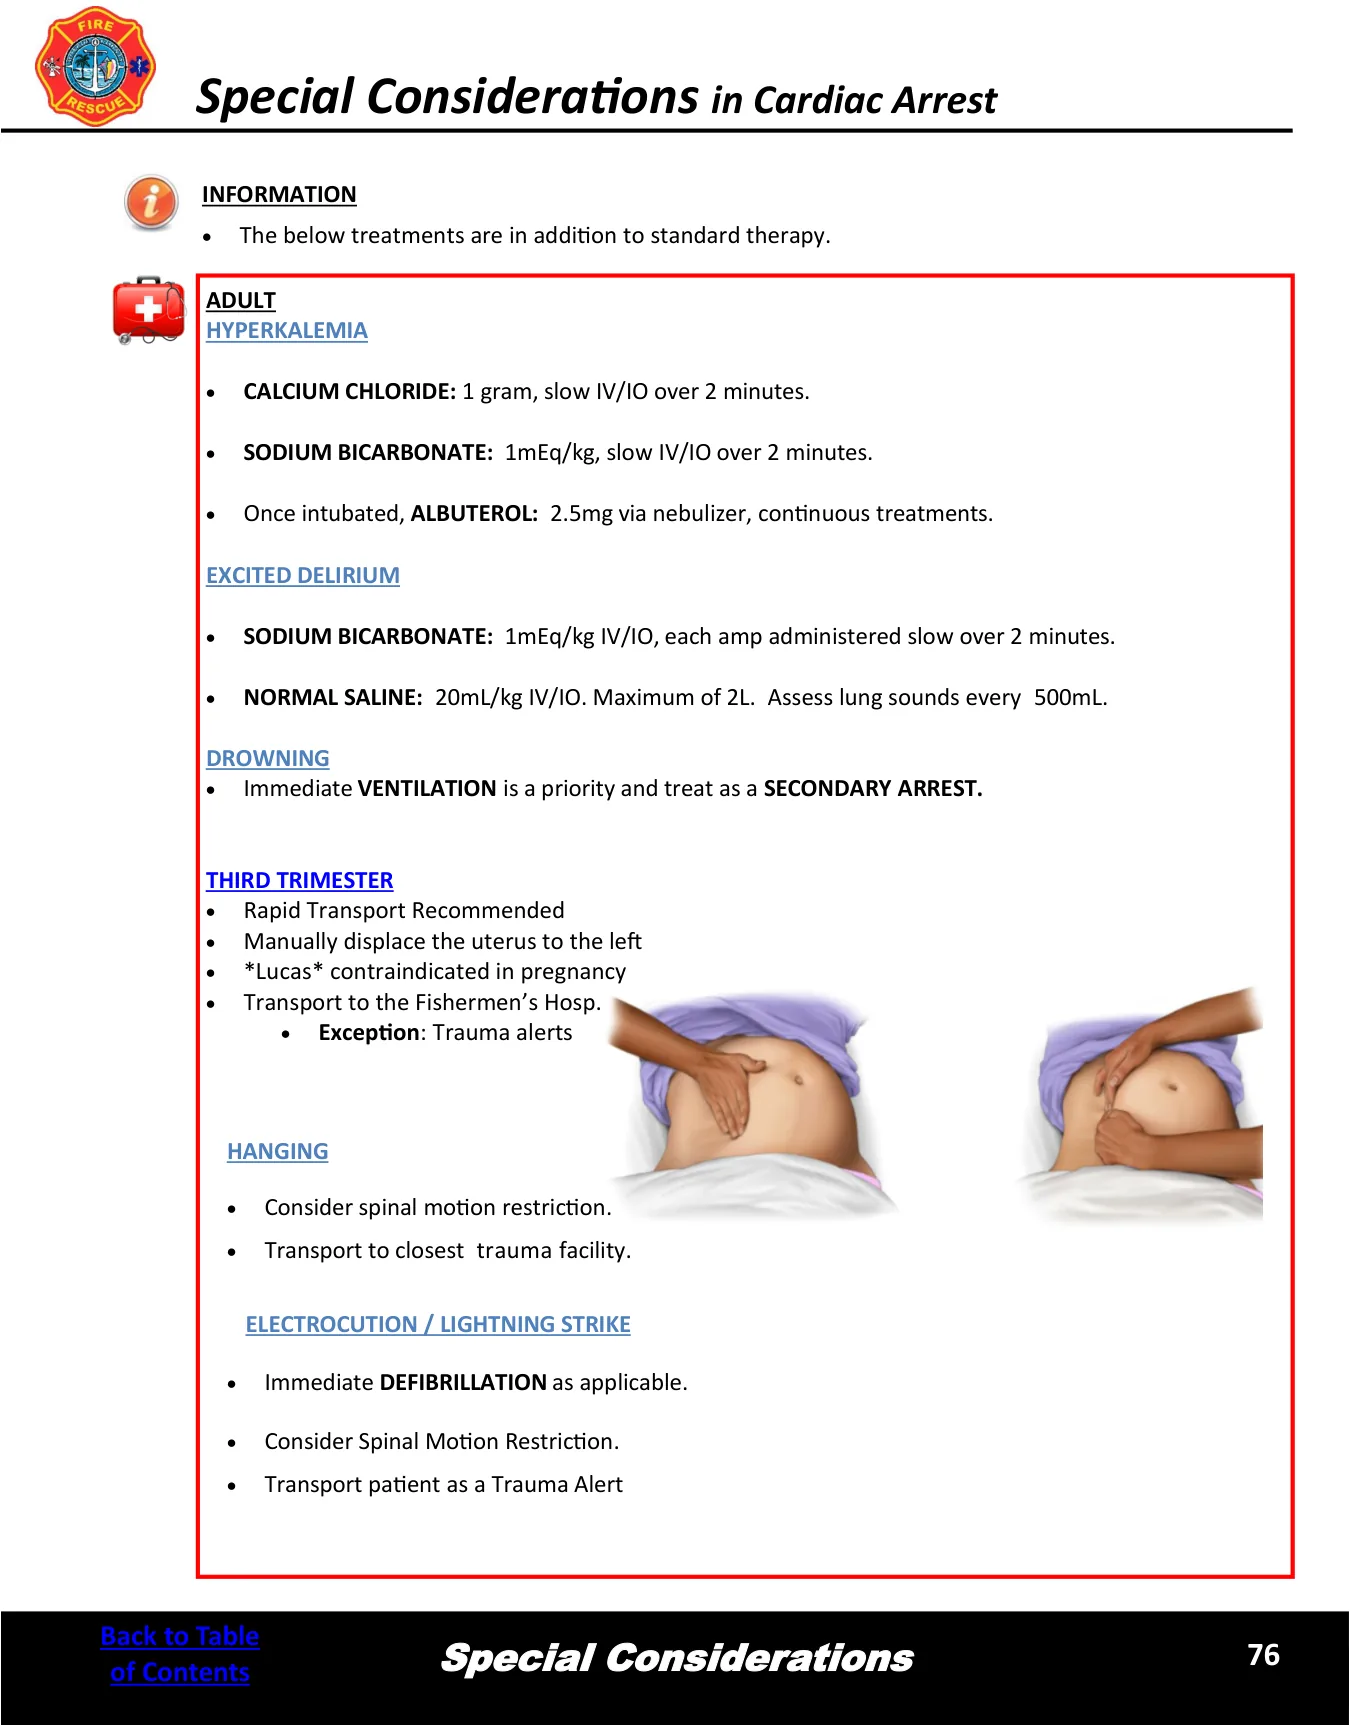 FIRE
RESCUE
Special Considerations in Cardiac Arrest
INFORMATION
• The below treatments are in addition to standard therapy.
ADULT
HYPERKALEMIA
• CALCIUM CHLORIDE: 1 gram, slow IV/IO over 2 minutes.
• SODIUM BICARBONATE:  1mEq/kg, slow IV/IO over 2 minutes.
• Once intubated, ALBUTEROL:  2.5mg via nebulizer, continuous treatments.
EXCITED DELIRIUM
• SODIUM BICARBONATE:  1mEq/kg IV/IO, each amp administered slow over 2 minutes.
• NORMAL SALINE:  20mL/kg IV/IO. Maximum of 2L.  Assess lung sounds every  500mL.
DROWNING
• Immediate VENTILATION is a priority and treat as a SECONDARY ARREST.
THIRD TRIMESTER
• Rapid Transport Recommended
• Manually displace the uterus to the left
• *Lucas* contraindicated in pregnancy
• Transport to the Fishermen’s Hosp.
• Exception: Trauma alerts
HANGING
• Consider spinal motion restriction.
• Transport to closest  trauma facility.
ELECTROCUTION / LIGHTNING STRIKE
• Immediate DEFIBRILLATION as applicable.
• Consider Spinal Motion Restriction.
• Transport patient as a Trauma Alert
Back to Table
of Contents
Special Considerations
76